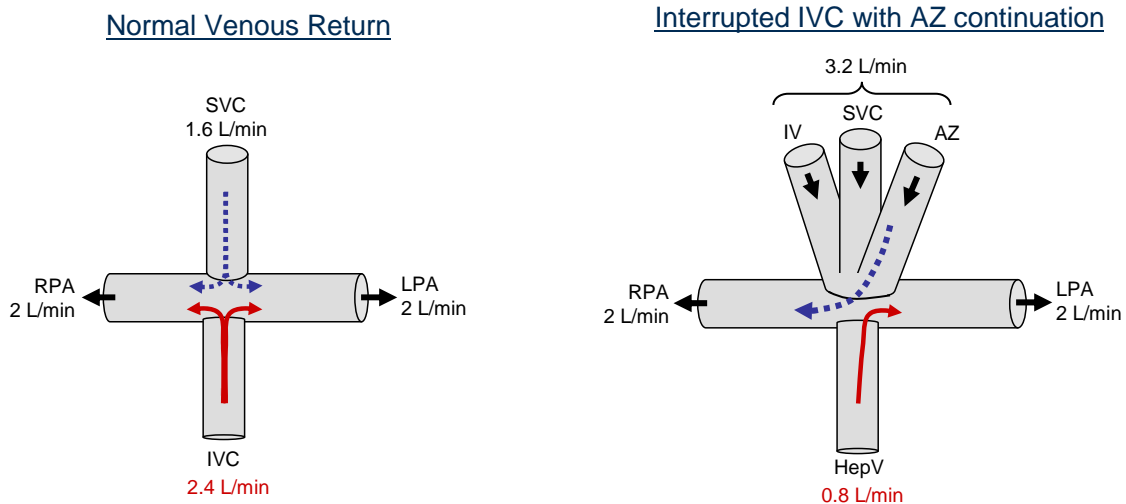 Normal Venous Return
SVC
1.6 L/min
RPA
2 L/min
LPA
2 L/min
IVC
2.4 L/min
Interrupted IVC with AZ continuation
3.2 L/min
SVC
IV
AZ
RPA
2 L/min
LPA
2 L/min
HepV
0.8 L/min